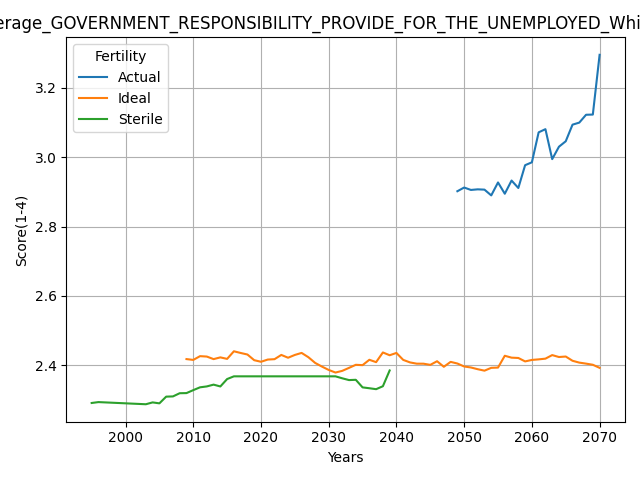 erage_GOVERNMENT_RESPONSIBILITY_PROVIDE_FOR_THE_UNEMPLOYED_Whi
Fertility
Actual
Ideal
Sterile
Score(1-4)
3.2
3.0
2.8
2.6
2.4
2000 2010 2020 2030 2040 2050 2060 2070
Years